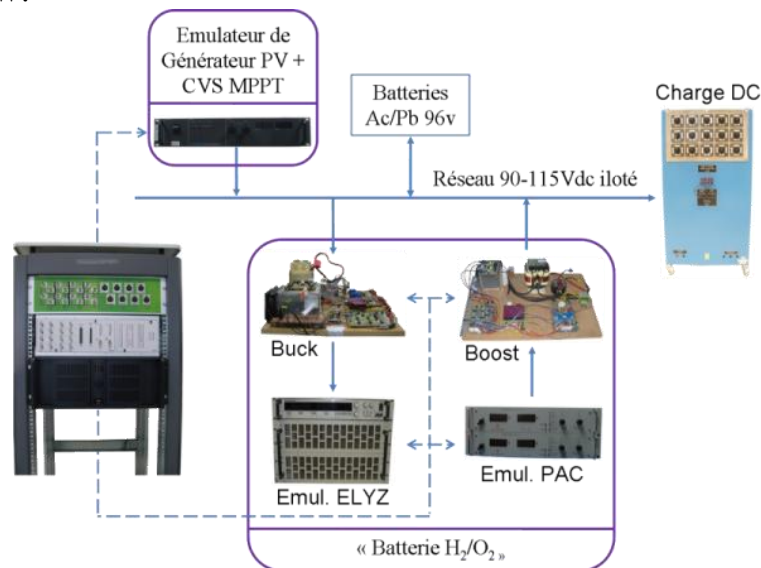 Emulateur de
Générateur PV +
CVS MPPT
Batteries
Ac/Pb 96v
Charge DC
Réseau 90-115Vdc iloté
Buck
Boost
Emul. ELYZ
Emul. PAC
« Batterie H₂/O₂ »